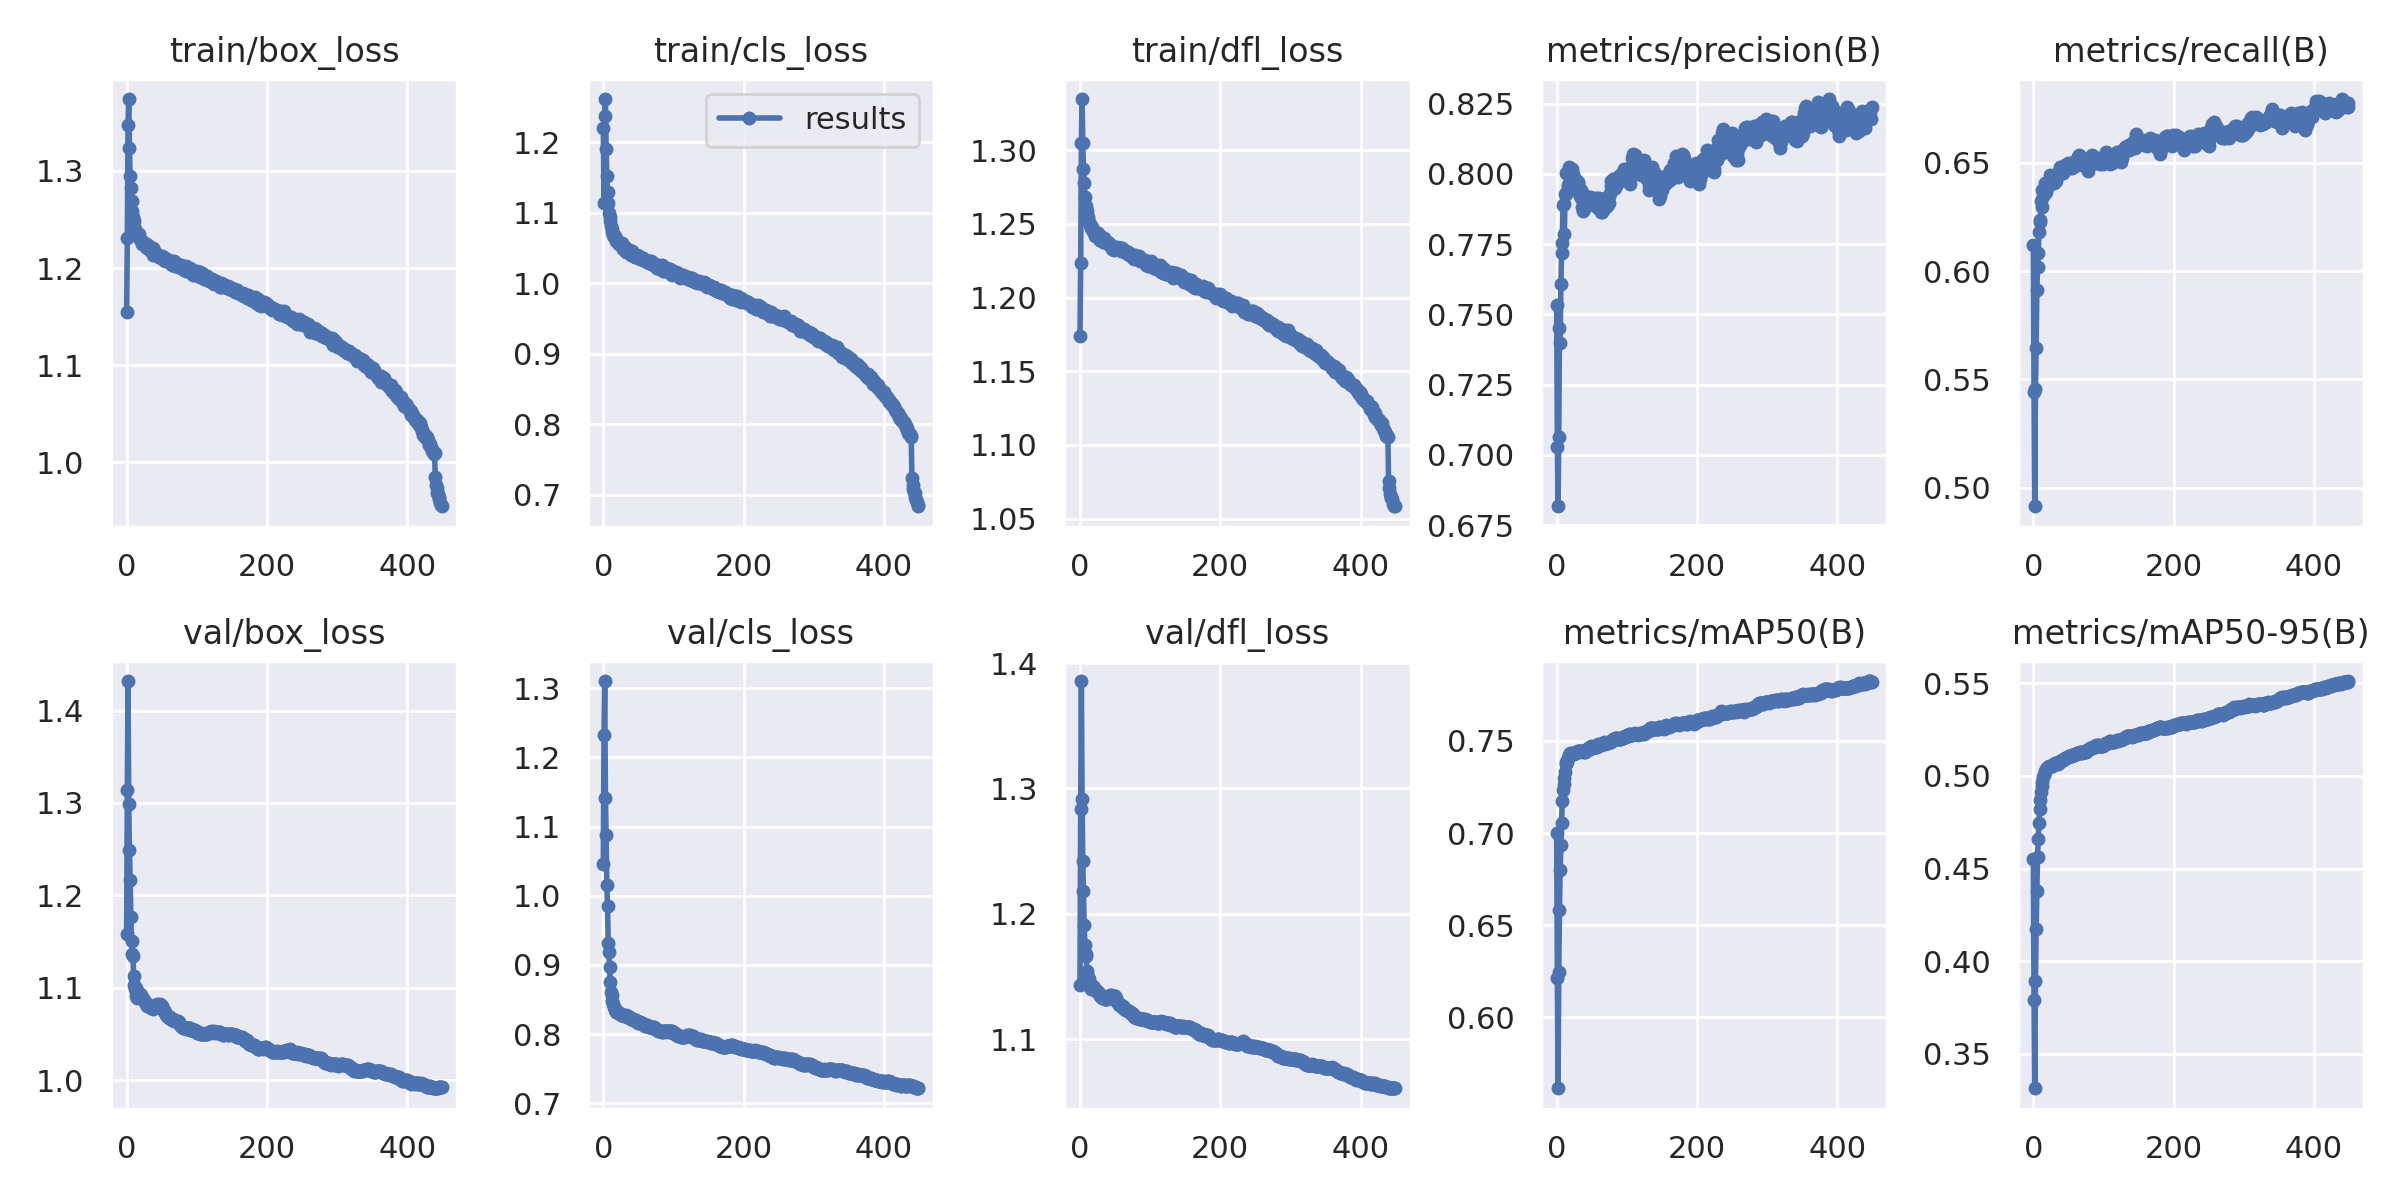 train/box_loss
train/cls_loss
train/dfl_loss
metrics/precision(B)
metrics/recall(B)
results
1.3
1.2
1.1
1.0
0 200 400
1.2
1.1
1.0
0.9
0.8
0.7
0 200 400
1.30
1.25
1.20
1.15
1.10
1.05
0 200 400
0.825
0.800
0.775
0.750
0.725
0.700
0.675
0 200 400
0.65
0.60
0.55
0.50
0 200 400
val/box_loss
val/cls_loss
val/dfl_loss
metrics/mAP50(B)
metrics/mAP50-95(B)
1.4
1.3
1.2
1.1
1.0
0 200 400
1.3
1.2
1.1
1.0
0.9
0.8
0.7
0 200 400
1.4
1.3
1.2
1.1
0 200 400
0.75
0.70
0.65
0.60
0 200 400
0.55
0.50
0.45
0.40
0.35
0 200 400